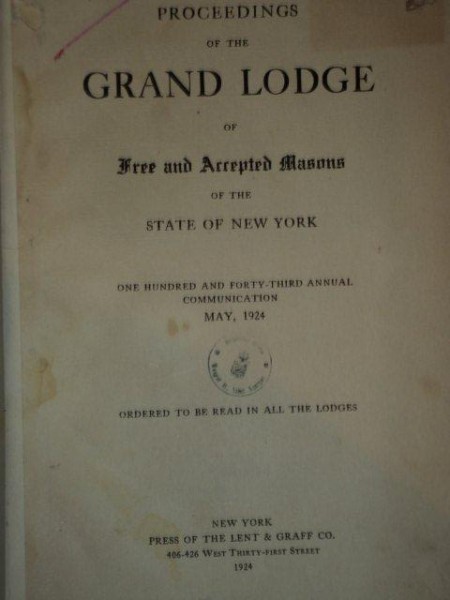 PROCEEDINGS
OF THE
GRAND LODGE
OF
Free and Accepted Masons
OF THE
STATE OF NEW YORK
ONE HUNDRED AND FORTY-THIRD ANNUAL
COMMUNICATION
MAY, 1924
ORDERED TO BE READ IN ALL THE LODGES
NEW YORK
PRESS OF THE LENT & GRAFF CO.
406-426 WEST THIRTY-FIRST STREET
1924